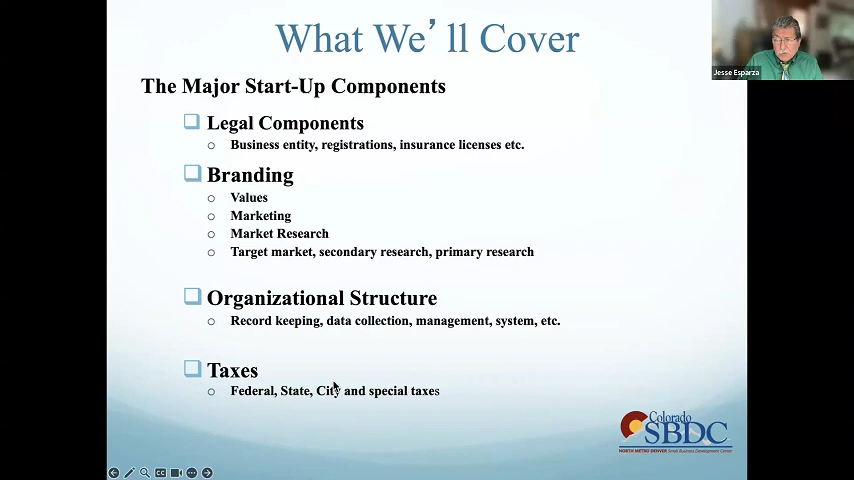 What We’ll Cover
Jesse Esparza
The Major Start-Up Components
Legal Components
Business entity, registrations, insurance licenses etc.
Branding
Values
Marketing
Market Research
Target market, secondary research, primary research
Organizational Structure
Record keeping, data collection, management, system, etc.
Taxes
Federal, State, City and special taxes
Colorado
SBDC
NORTH METRO DENVER Small Business Development Center
CC